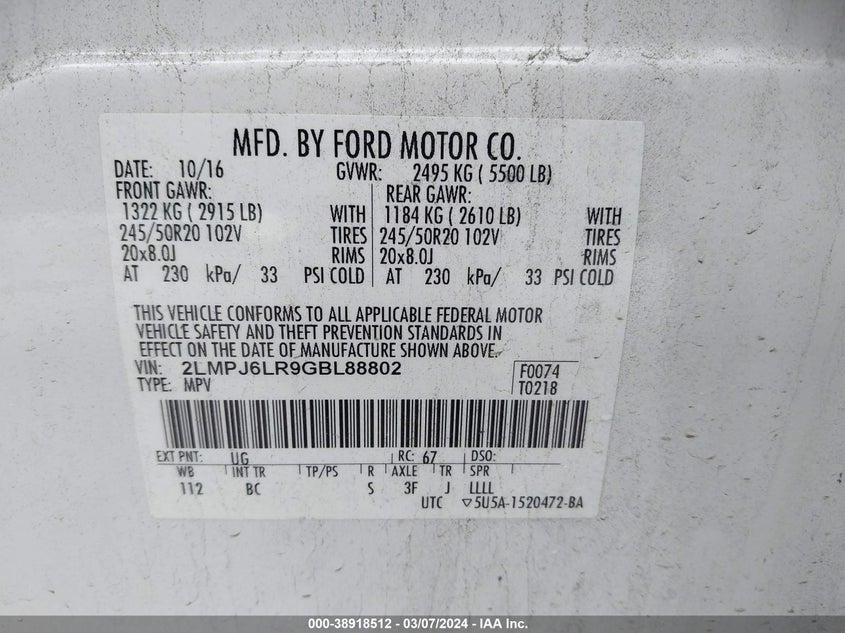 MFD. BY FORD MOTOR CO.
DATE: 10/16 GVWR: 2495 KG ( 5500 LB)
FRONT GAWR: REAR GAWR:
1322 KG ( 2915 LB) WITH 1184 KG ( 2610 LB) WITH
245/50R20 102V TIRES 245/50R20 102V TIRES
20x8.0J RIMS 20x8.0J RIMS
AT 230 kPa/ 33 PSI COLD AT 230 kPa/ 33 PSI COLD
THIS VEHICLE CONFORMS TO ALL APPLICABLE FEDERAL MOTOR
VEHICLE SAFETY AND THEFT PREVENTION STANDARDS IN
EFFECT ON THE DATE OF MANUFACTURE SHOWN ABOVE.
VIN: 2LMPJ6LR9GBL88802 F0074
TYPE: MPV T0218
EXT PNT: UG RC: 67 DSO:
WB INT TR TP/PS R AXLE TR SPR
112 BC S 3F J LLLL
UTC ▽5U5A-1520472-BA
000-38918512 - 03/07/2024 - IAA Inc.